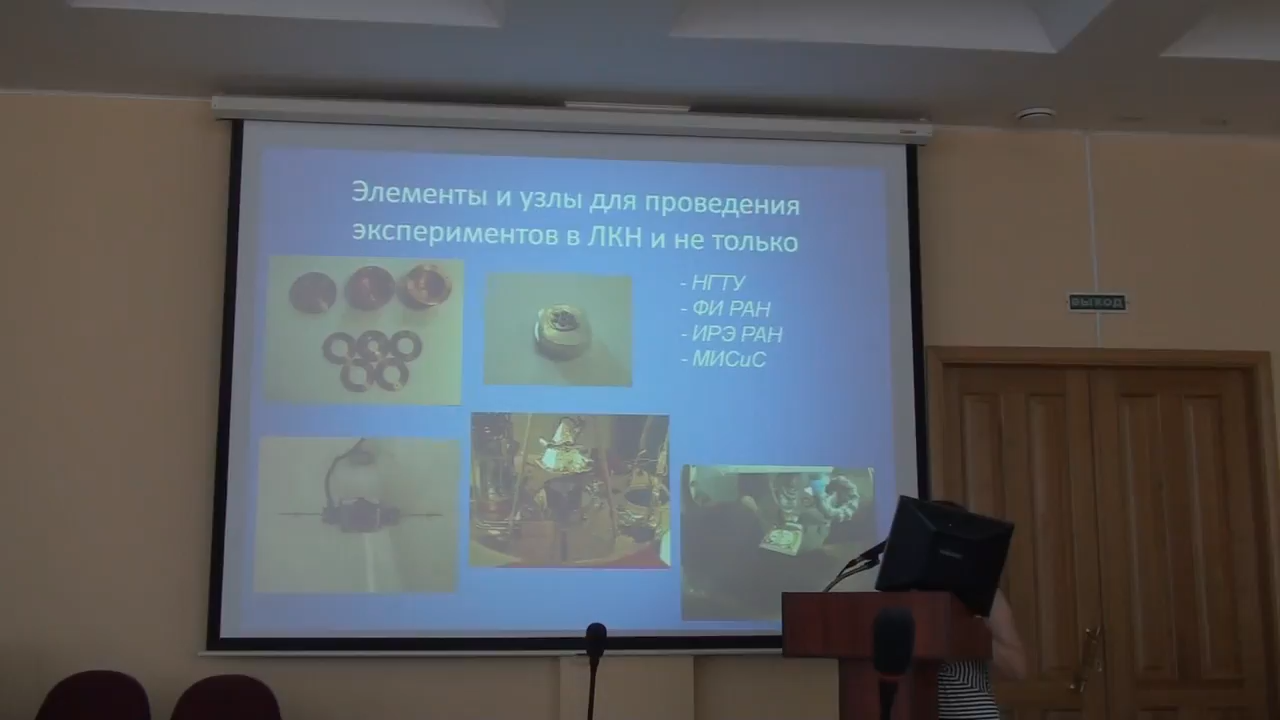 Элементы и узлы для проведения
экспериментов в ЛКН и не только
- НГТУ
- ФИ РАН
- ИРЭ РАН
- МИСиС
ВЫХОД